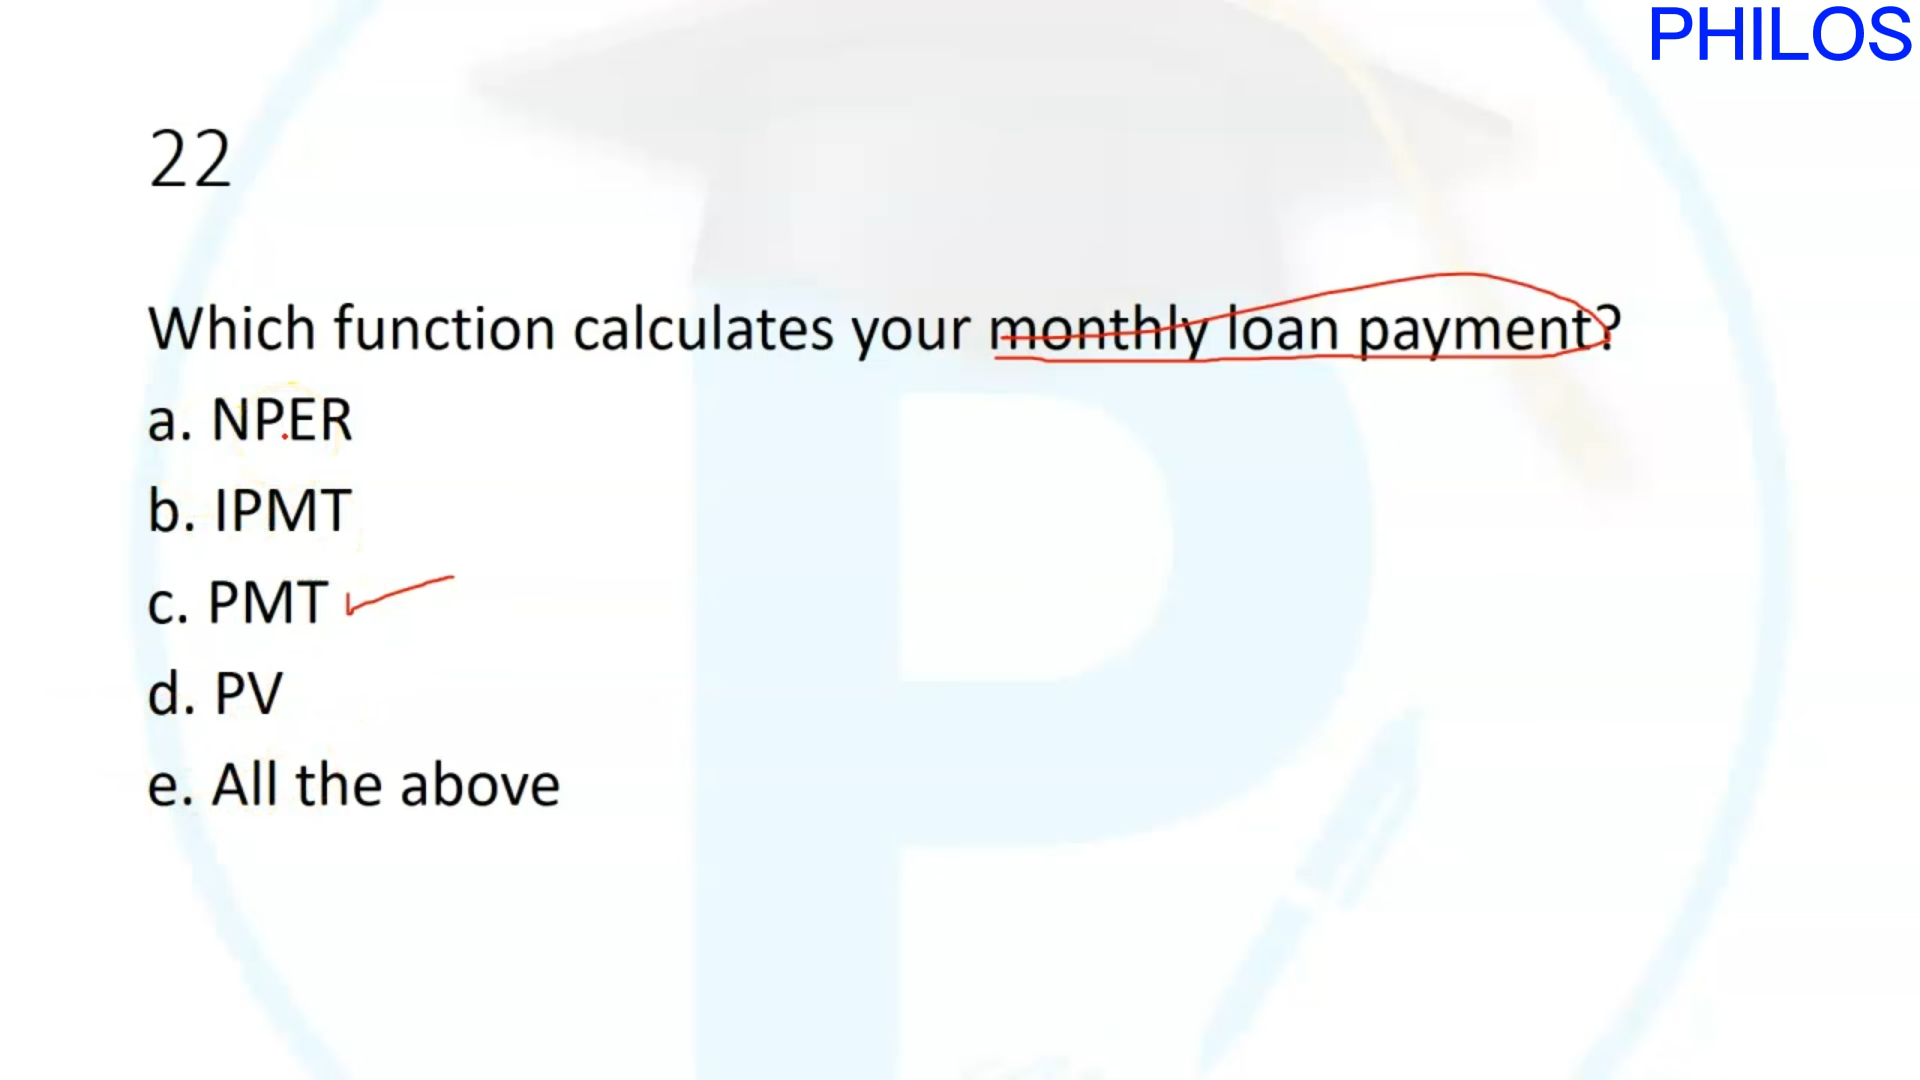 PHILOS
22
Which function calculates your monthly loan payment?
a. NPER
b. IPMT
c. PMT
d. PV
e. All the above